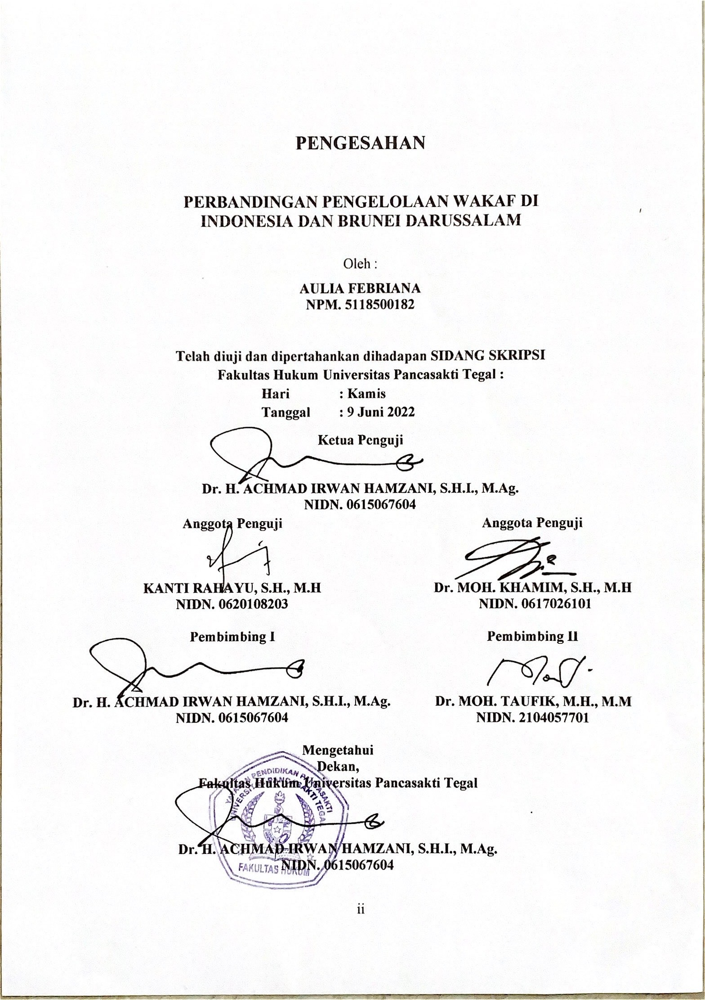 PENGESAHAN
PERBANDINGAN PENGELOLAAN WAKAF DI
INDONESIA DAN BRUNEI DARUSSALAM
Oleh :
AULIA FEBRIANA
NPM. 5118500182
Telah diuji dan dipertahankan dihadapan SIDANG SKRIPSI
Fakultas Hukum Universitas Pancasakti Tegal :
Hari : Kamis
Tanggal : 9 Juni 2022
Ketua Penguji
Dr. H. ACHMAD IRWAN HAMZANI, S.H.I., M.Ag.
NIDN. 0615067604
Anggota Penguji
KANTI RAHAYU, S.H., M.H
NIDN. 0620108203
Anggota Penguji
Dr. MOH. KHAMIM, S.H., M.H
NIDN. 0617026101
Pembimbing I
Dr. H. ACHMAD IRWAN HAMZANI, S.H.I., M.Ag.
NIDN. 0615067604
Pembimbing II
Dr. MOH. TAUFIK, M.H., M.M
NIDN. 2104057701
Mengetahui
Dekan,
Fakultas Hukum Universitas Pancasakti Tegal
YAYASAN PENDIDIKAN PANCASAKTI
UNIVERSITAS PANCASAKTI TEGAL
Dr. H. ACHMAD IRWAN HAMZANI, S.H.I., M.Ag.
NIDN. 0615067604
FAKULTAS HUKUM
ii